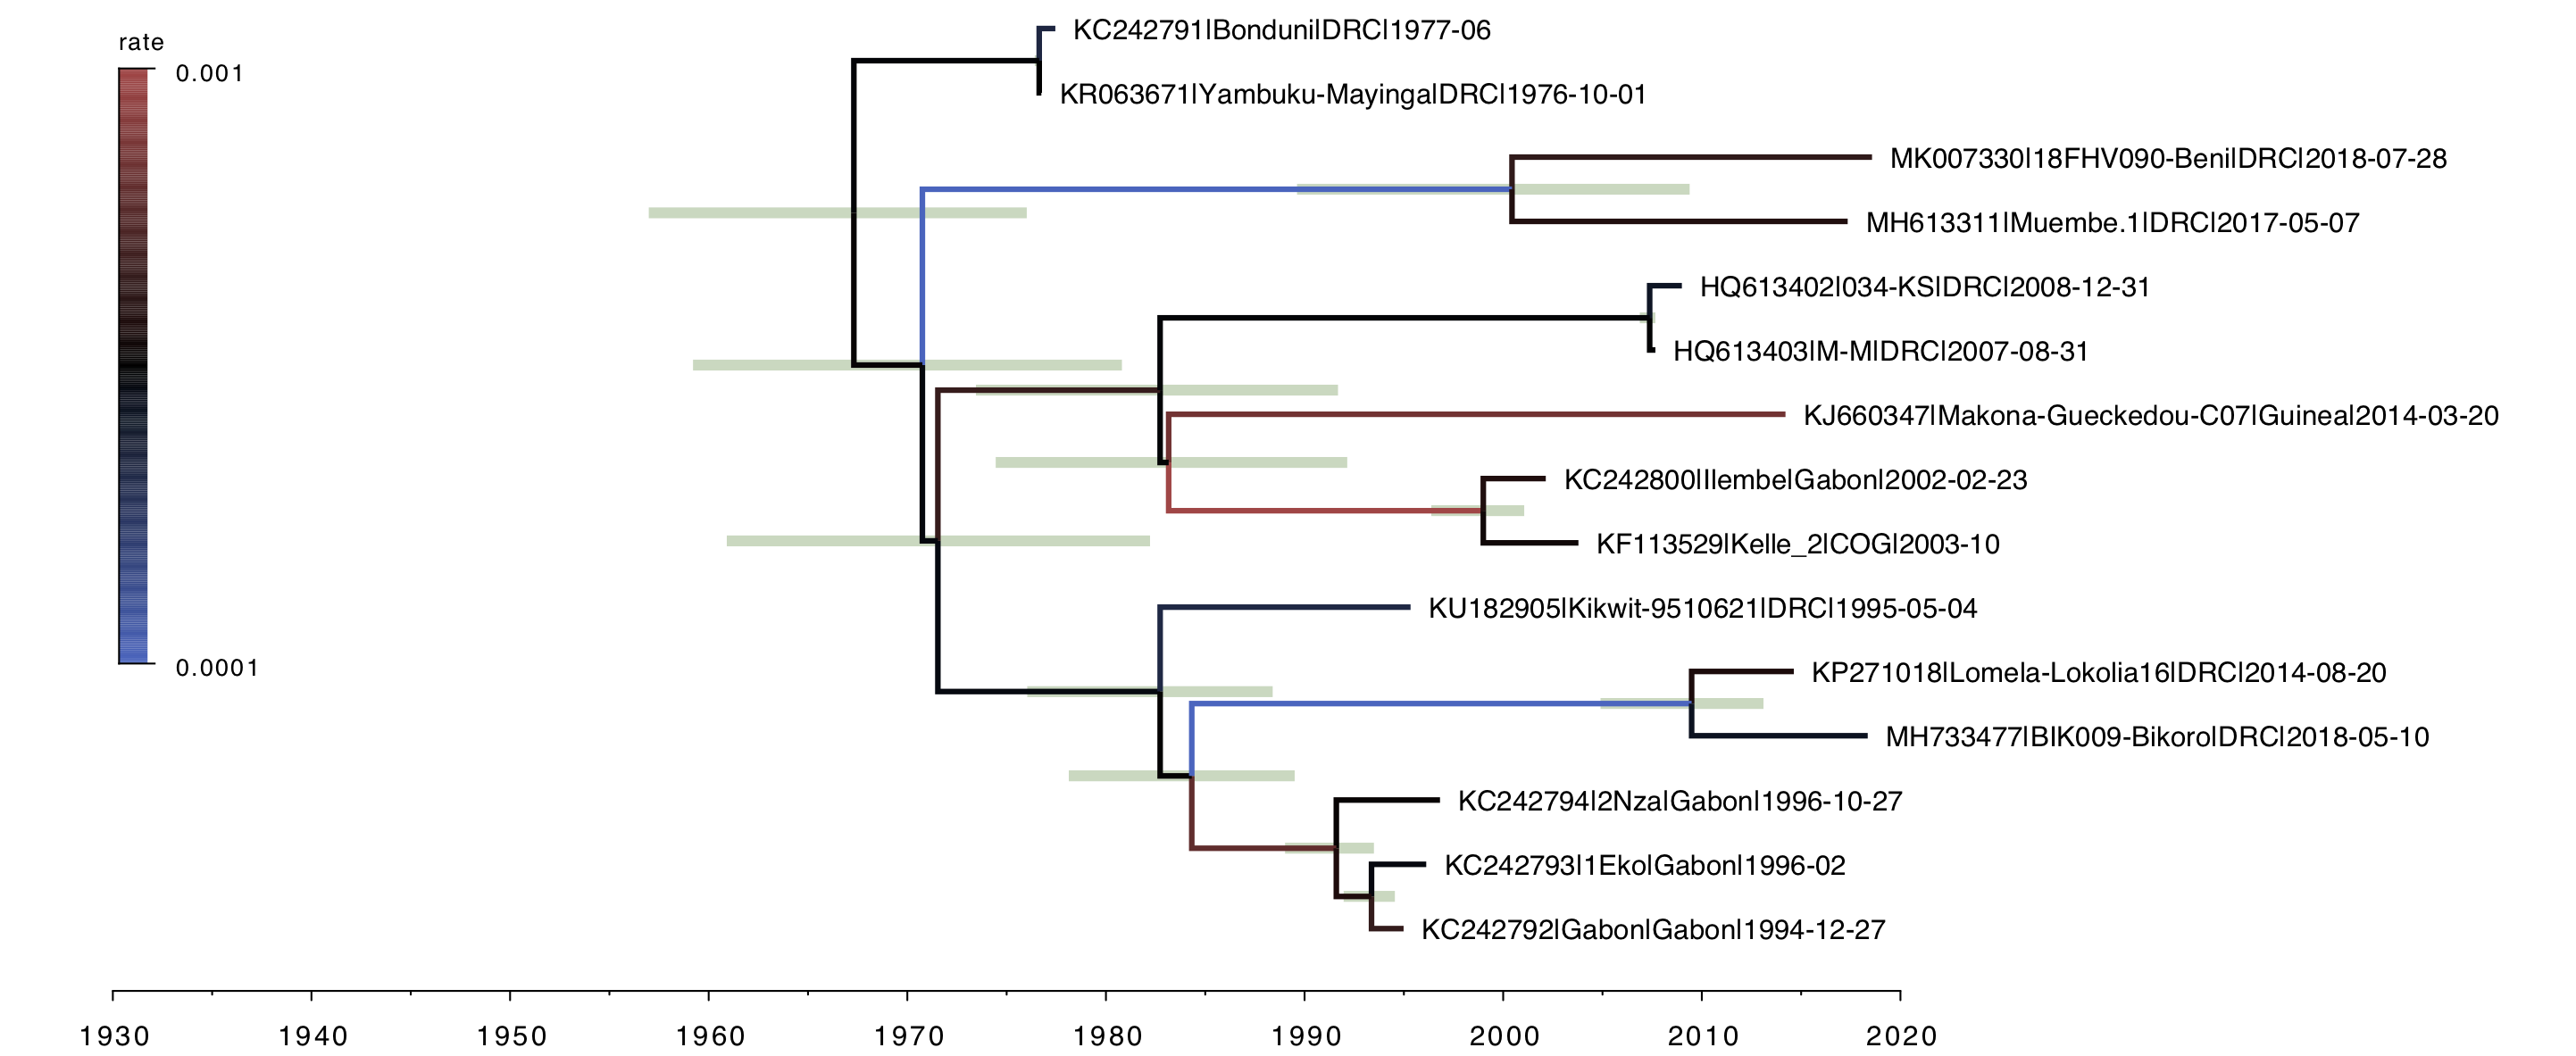 rate
0.001
0.0001
KC242791|Bonduni|DRC|1977-06
KR063671|Yambuku-Mayinga|DRC|1976-10-01
MK007330|18FHV090-Beni|DRC|2018-07-28
MH613311|Muembe.1|DRC|2017-05-07
HQ613402|034-KS|DRC|2008-12-31
HQ613403|M-M|DRC|2007-08-31
KJ660347|Makona-Gueckedou-C07|Guinea|2014-03-20
KC242800|Ilembe|Gabon|2002-02-23
KF113529|Kelle_2|COG|2003-10
KU182905|Kikwit-9510621|DRC|1995-05-04
KP271018|Lomela-Lokolia16|DRC|2014-08-20
MH733477|BIK009-Bikoro|DRC|2018-05-10
KC242794|2Nza|Gabon|1996-10-27
KC242793|1Eko|Gabon|1996-02
KC242792|Gabon|Gabon|1994-12-27
1930 1940 1950 1960 1970 1980 1990 2000 2010 2020